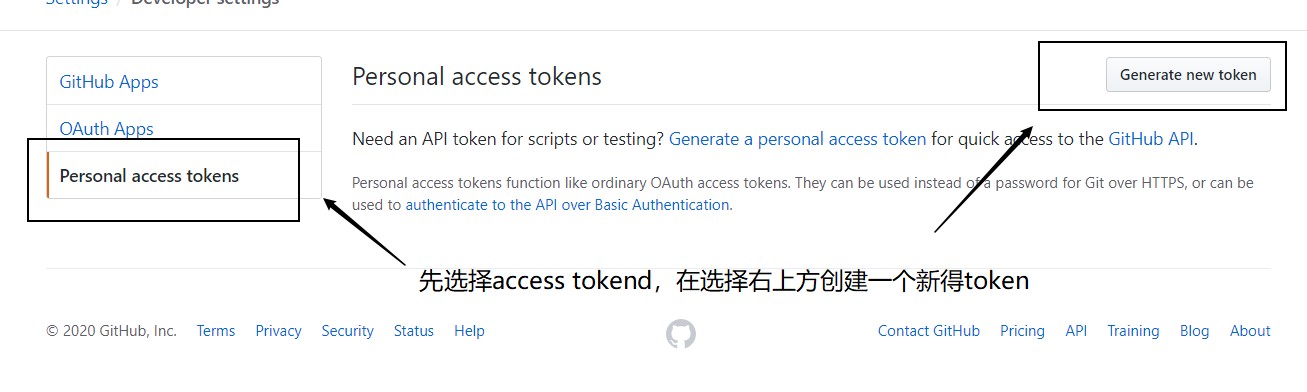 Settings / Developer settings
GitHub Apps
OAuth Apps
Personal access tokens
Personal access tokens
Generate new token
Need an API token for scripts or testing? Generate a personal access token for quick access to the GitHub API.
Personal access tokens function like ordinary OAuth access tokens. They can be used instead of a password for Git over HTTPS, or can be
used to authenticate to the API over Basic Authentication.
先选择access tokend，在选择右上方创建一个新得token
© 2020 GitHub, Inc. Terms Privacy Security Status Help Contact GitHub Pricing API Training Blog About